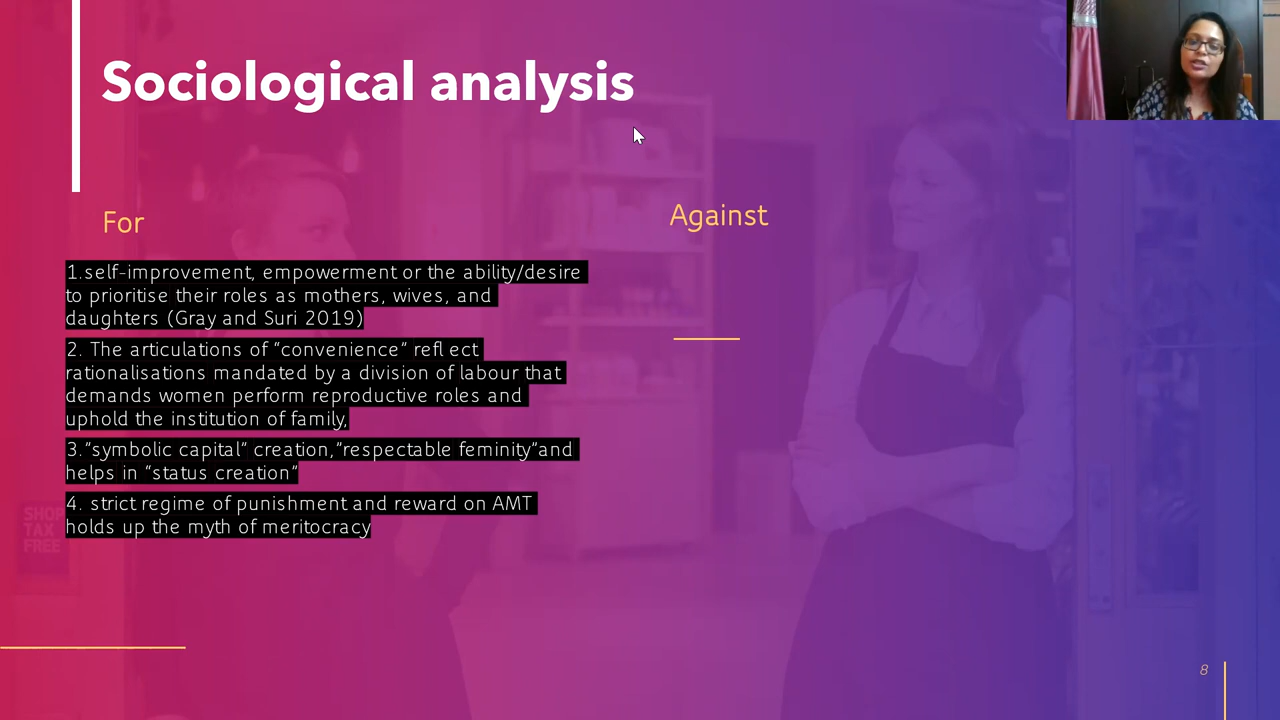 Sociological analysis
For
Against
1.self-improvement, empowerment or the ability/desire
to prioritise their roles as mothers, wives, and
daughters (Gray and Suri 2019)
2. The articulations of “convenience” refl ect
rationalisations mandated by a division of labour that
demands women perform reproductive roles and
uphold the institution of family,
3.“symbolic capital” creation,”respectable feminity”and
helps in “status creation”
4. strict regime of punishment and reward on AMT
holds up the myth of meritocracy
SHOP
TAX
FREE
8